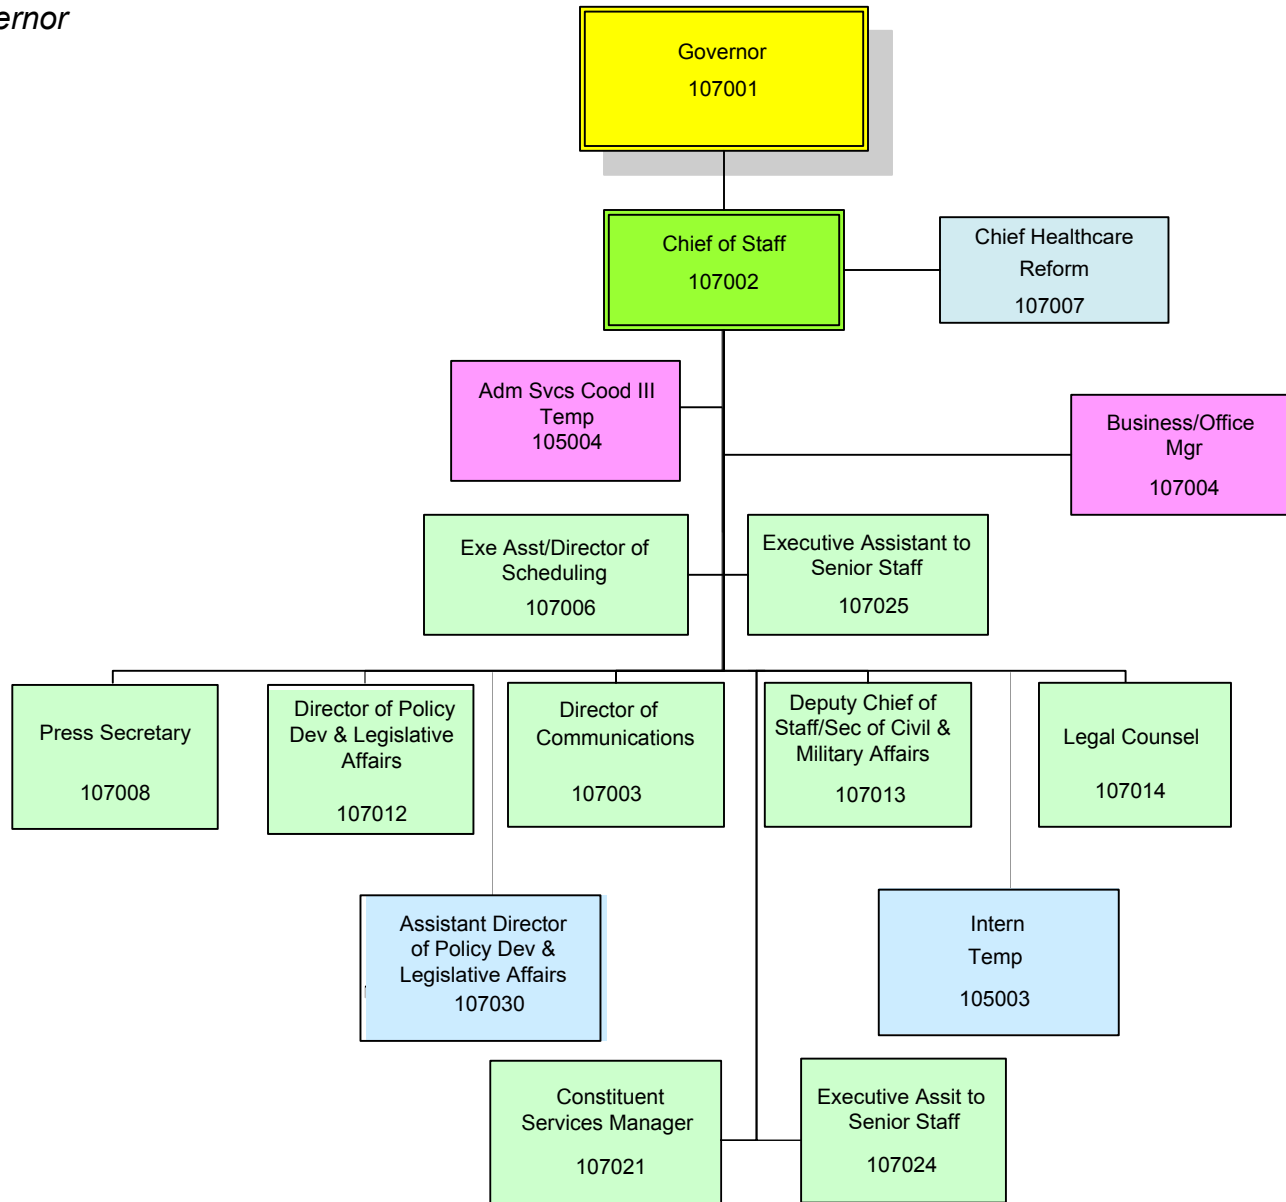 ernor
Governor
107001
Chief of Staff
107002
Chief Healthcare
Reform
107007
Adm Svcs Cood III
Temp
105004
Business/Office
Mgr
107004
Exe Asst/Director of
Scheduling
107006
Executive Assistant to
Senior Staff
107025
Press Secretary
107008
Director of Policy
Dev & Legislative
Affairs
107012
Director of
Communications
107003
Deputy Chief of
Staff/Sec of Civil &
Military Affairs
107013
Legal Counsel
107014
Assistant Director
of Policy Dev &
Legislative Affairs
107030
Intern
Temp
105003
Constituent
Services Manager
107021
Executive Assit to
Senior Staff
107024